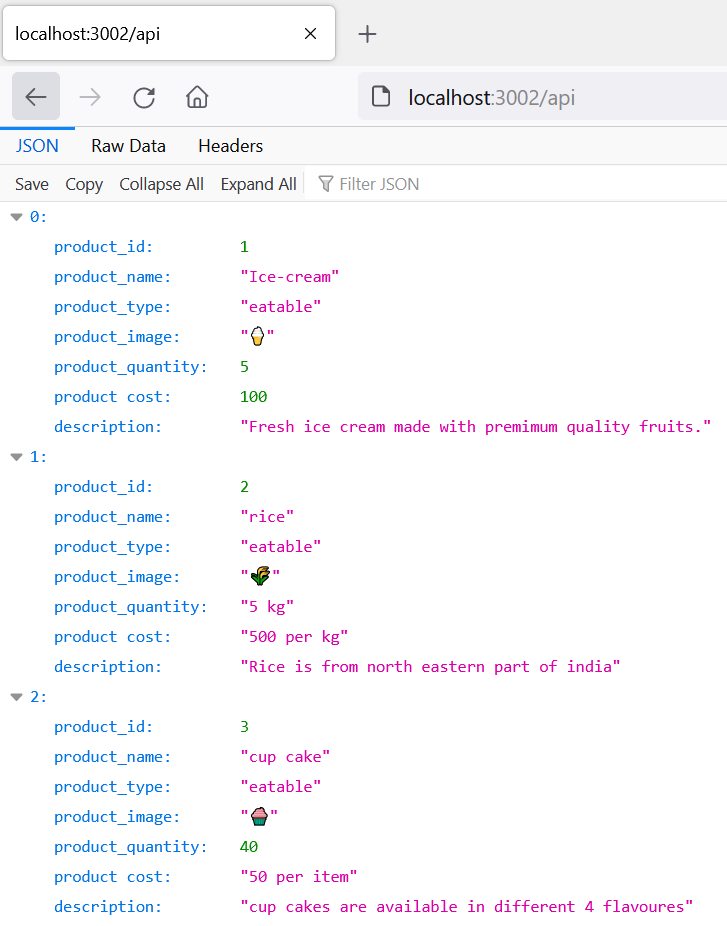 localhost:3002/api
localhost:3002/api
JSON Raw Data Headers
Save Copy Collapse All Expand All Filter JSON
0:
product_id: 1
product_name: "Ice-cream"
product_type: "eatable"
product_image: "🍦"
product_quantity: 5
product cost: 100
description: "Fresh ice cream made with premimum quality fruits."
1:
product_id: 2
product_name: "rice"
product_type: "eatable"
product_image: "🌾"
product_quantity: "5 kg"
product cost: "500 per kg"
description: "Rice is from north eastern part of india"
2:
product_id: 3
product_name: "cup cake"
product_type: "eatable"
product_image: "🧁"
product_quantity: 40
product cost: "50 per item"
description: "cup cakes are available in different 4 flavoures"